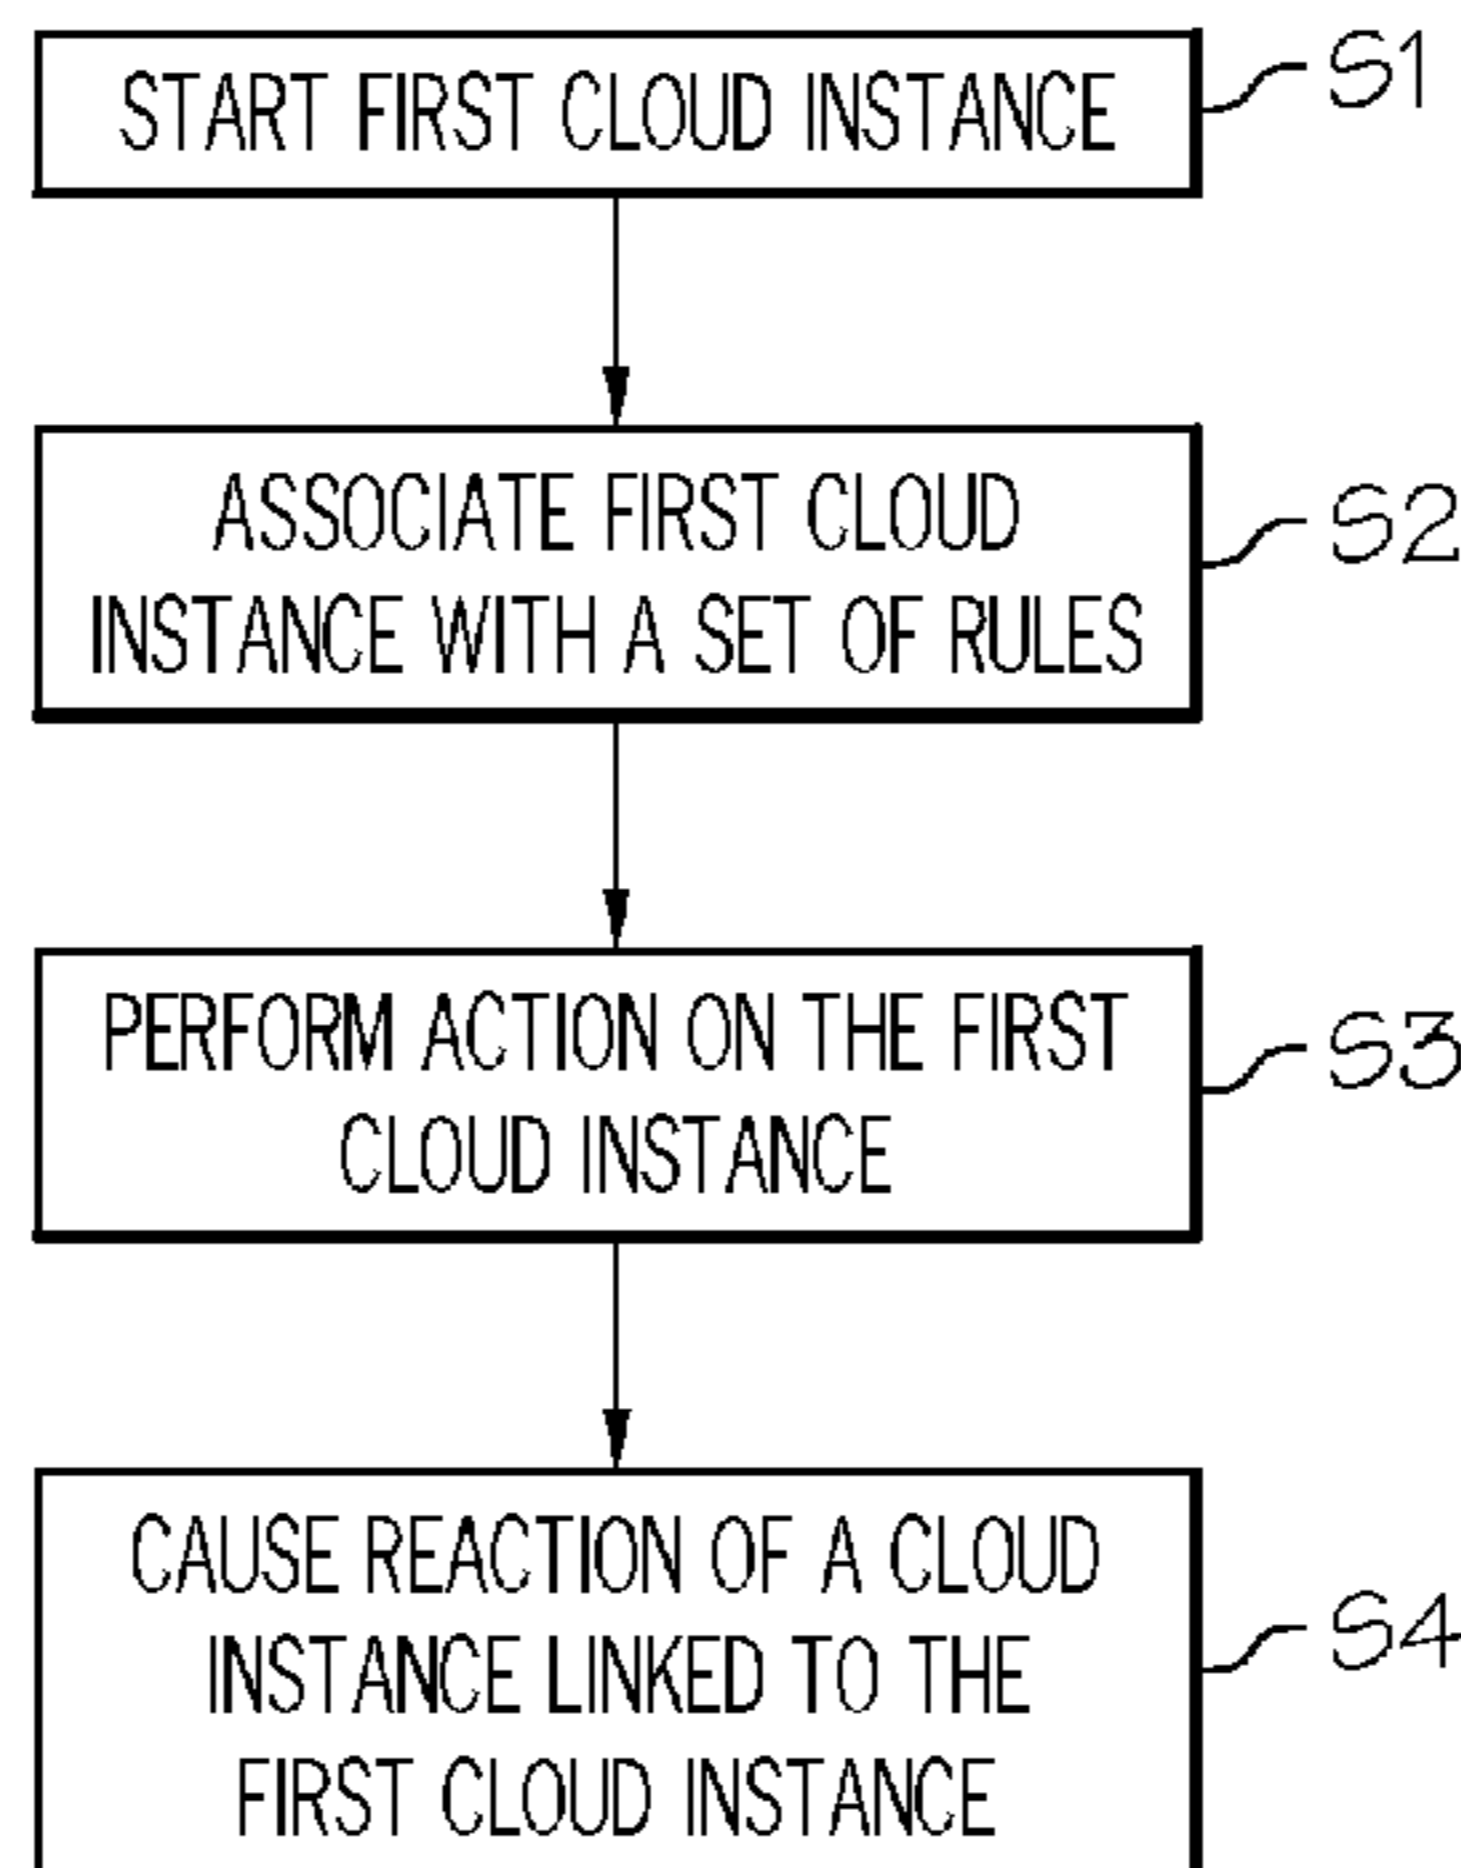 START FIRST CLOUD INSTANCE
S1
ASSOCIATE FIRST CLOUD
INSTANCE WITH A SET OF RULES
S2
PERFORM ACTION ON THE FIRST
CLOUD INSTANCE
S3
CAUSE REACTION OF A CLOUD
INSTANCE LINKED TO THE
FIRST CLOUD INSTANCE
S4